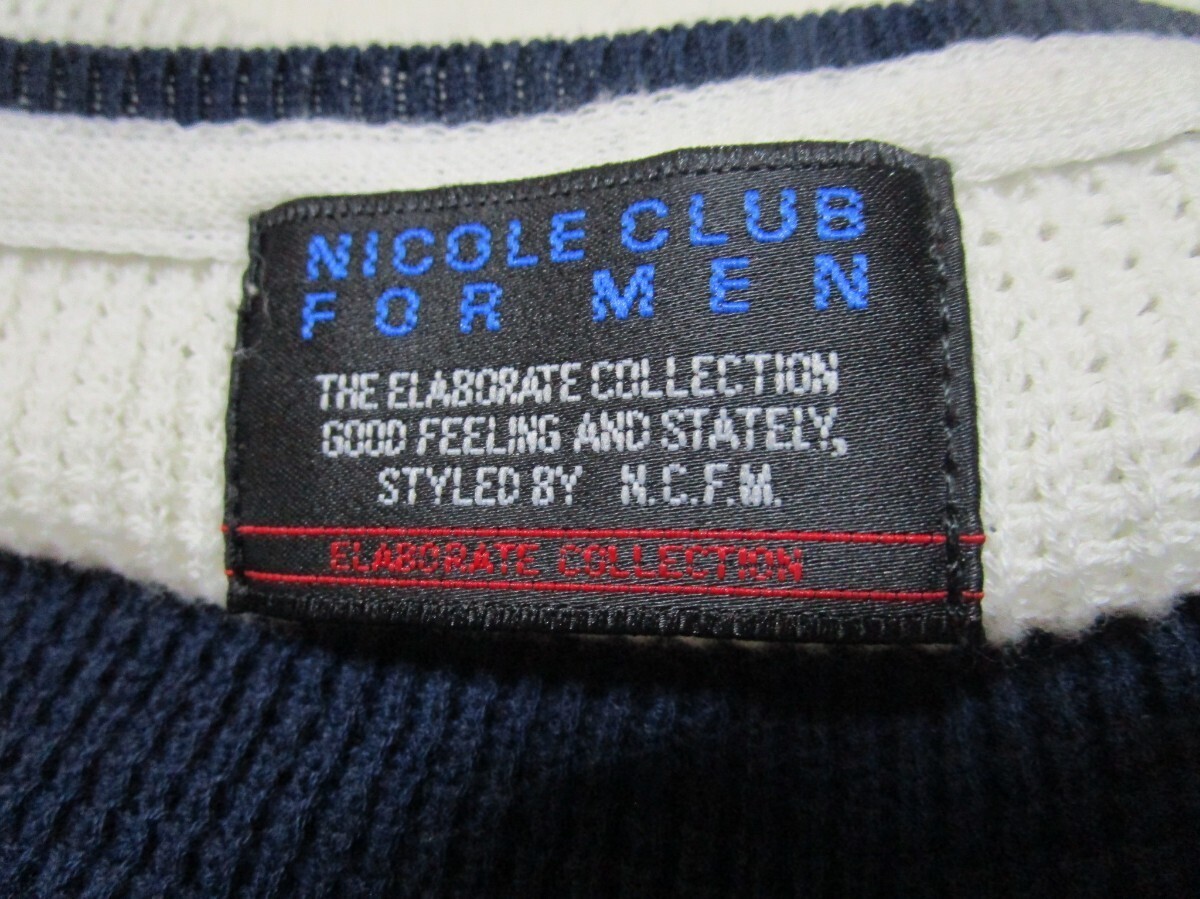 NICOLE CLUB
FOR MEN
THE ELABORATE COLLECTION
GOOD FEELING AND STATELY,
STYLED BY N.C.F.M.
ELABORATE COLLECTION